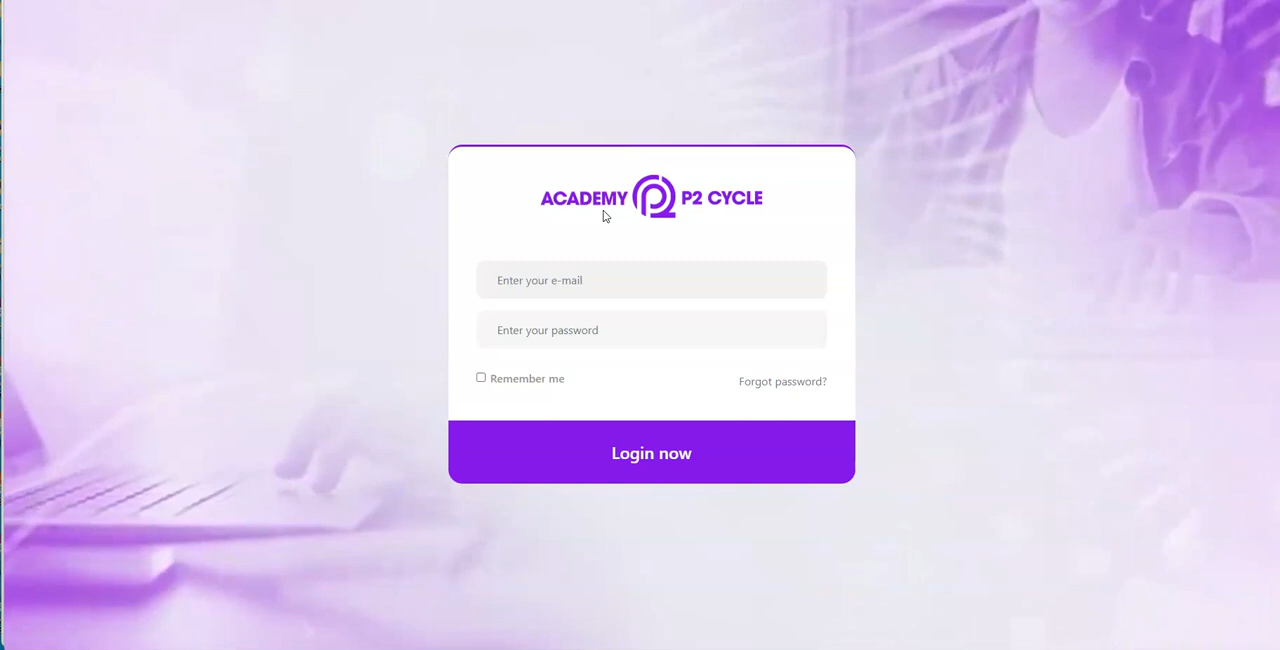 ACADEMY P2 CYCLE
Enter your e-mail
Enter your password
Remember me
Forgot password?
Login now